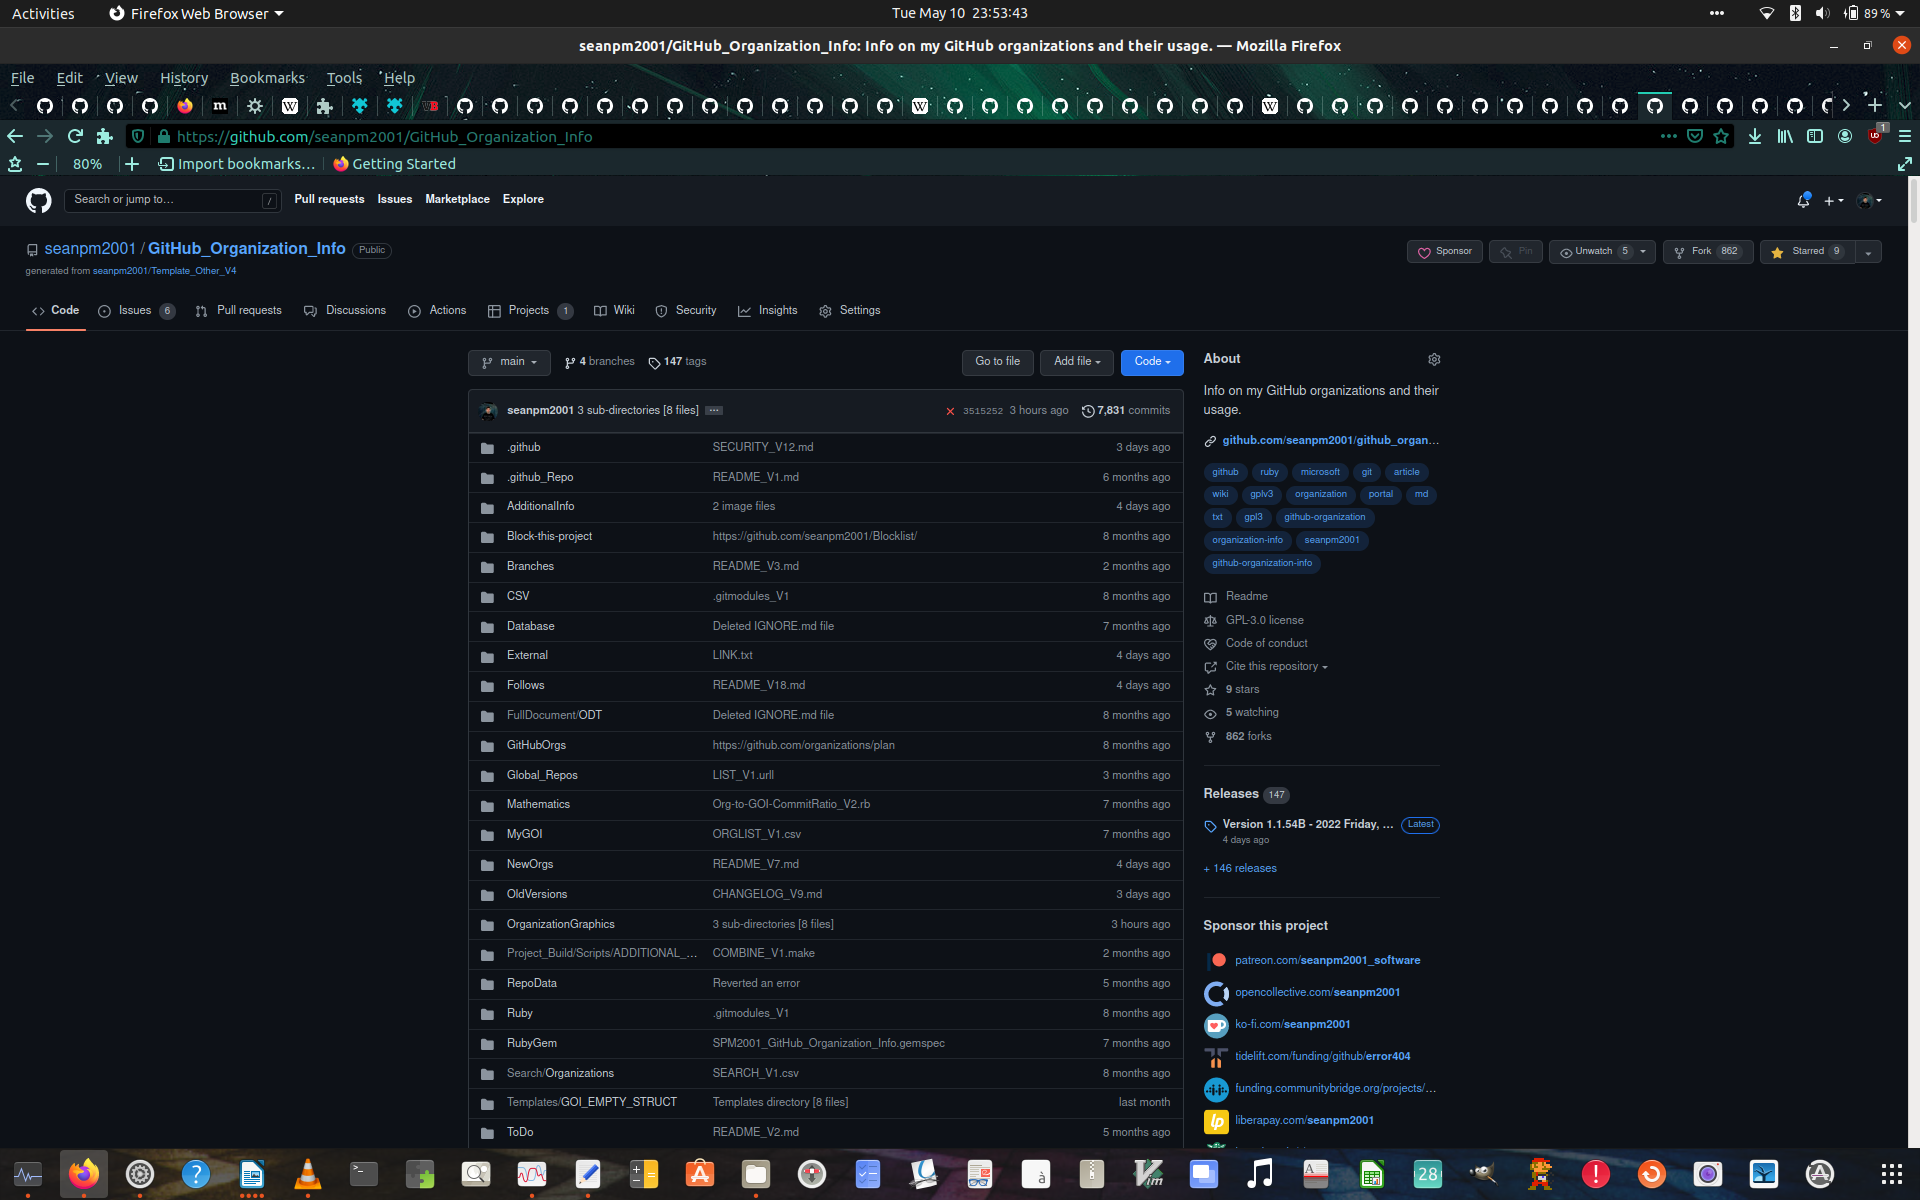 Activities Firefox Web Browser Tue May 10 23:53:43 89 %
seanpm2001/GitHub_Organization_Info: Info on my GitHub organizations and their usage. — Mozilla Firefox
File Edit View History Bookmarks Tools Help
https://github.com/seanpm2001/GitHub_Organization_Info 1
80% Import bookmarks... Getting Started
Search or jump to... / Pull requests Issues Marketplace Explore
seanpm2001 / GitHub_Organization_Info Public Sponsor Pin Unwatch 5 Fork 862 Starred 9
generated from seanpm2001/Template_Other_V4
Code Issues 6 Pull requests Discussions Actions Projects 1 Wiki Security Insights Settings
main 4 branches 147 tags Go to file Add file Code
seanpm2001 3 sub-directories [8 files] ... 3515252 3 hours ago 7,831 commits
.github SECURITY_V12.md 3 days ago
.github_Repo README_V1.md 6 months ago
AdditionalInfo 2 image files 4 days ago
Block-this-project https://github.com/seanpm2001/Blocklist/ 8 months ago
Branches README_V3.md 2 months ago
CSV .gitmodules_V1 8 months ago
Database Deleted IGNORE.md file 7 months ago
External LINK.txt 4 days ago
Follows README_V18.md 4 days ago
FullDocument/ODT Deleted IGNORE.md file 8 months ago
GitHubOrgs https://github.com/organizations/plan 8 months ago
Global_Repos LIST_V1.urll 3 months ago
Mathematics Org-to-GOI-CommitRatio_V2.rb 7 months ago
MyGOI ORGLIST_V1.csv 7 months ago
NewOrgs README_V7.md 4 days ago
OldVersions CHANGELOG_V9.md 3 days ago
OrganizationGraphics 3 sub-directories [8 files] 3 hours ago
Project_Build/Scripts/ADDITIONAL_... COMBINE_V1.make 2 months ago
RepoData Reverted an error 5 months ago
Ruby .gitmodules_V1 8 months ago
RubyGem SPM2001_GitHub_Organization_Info.gemspec 7 months ago
Search/Organizations SEARCH_V1.csv 8 months ago
Templates/GOI_EMPTY_STRUCT Templates directory [8 files] last month
ToDo README_V2.md 5 months ago
About
Info on my GitHub organizations and their
usage.
github.com/seanpm2001/github_organ...
github ruby microsoft git article
wiki gplv3 organization portal md
txt gpl3 github-organization
organization-info seanpm2001
github-organization-info
Readme
GPL-3.0 license
Code of conduct
Cite this repository
9 stars
5 watching
862 forks
Releases 147
Version 1.1.54B - 2022 Friday, ... Latest
4 days ago
+ 146 releases
Sponsor this project
patreon.com/seanpm2001_software
opencollective.com/seanpm2001
ko-fi.com/seanpm2001
tidelift.com/funding/github/error404
funding.communitybridge.org/projects/...
liberapay.com/seanpm2001
28